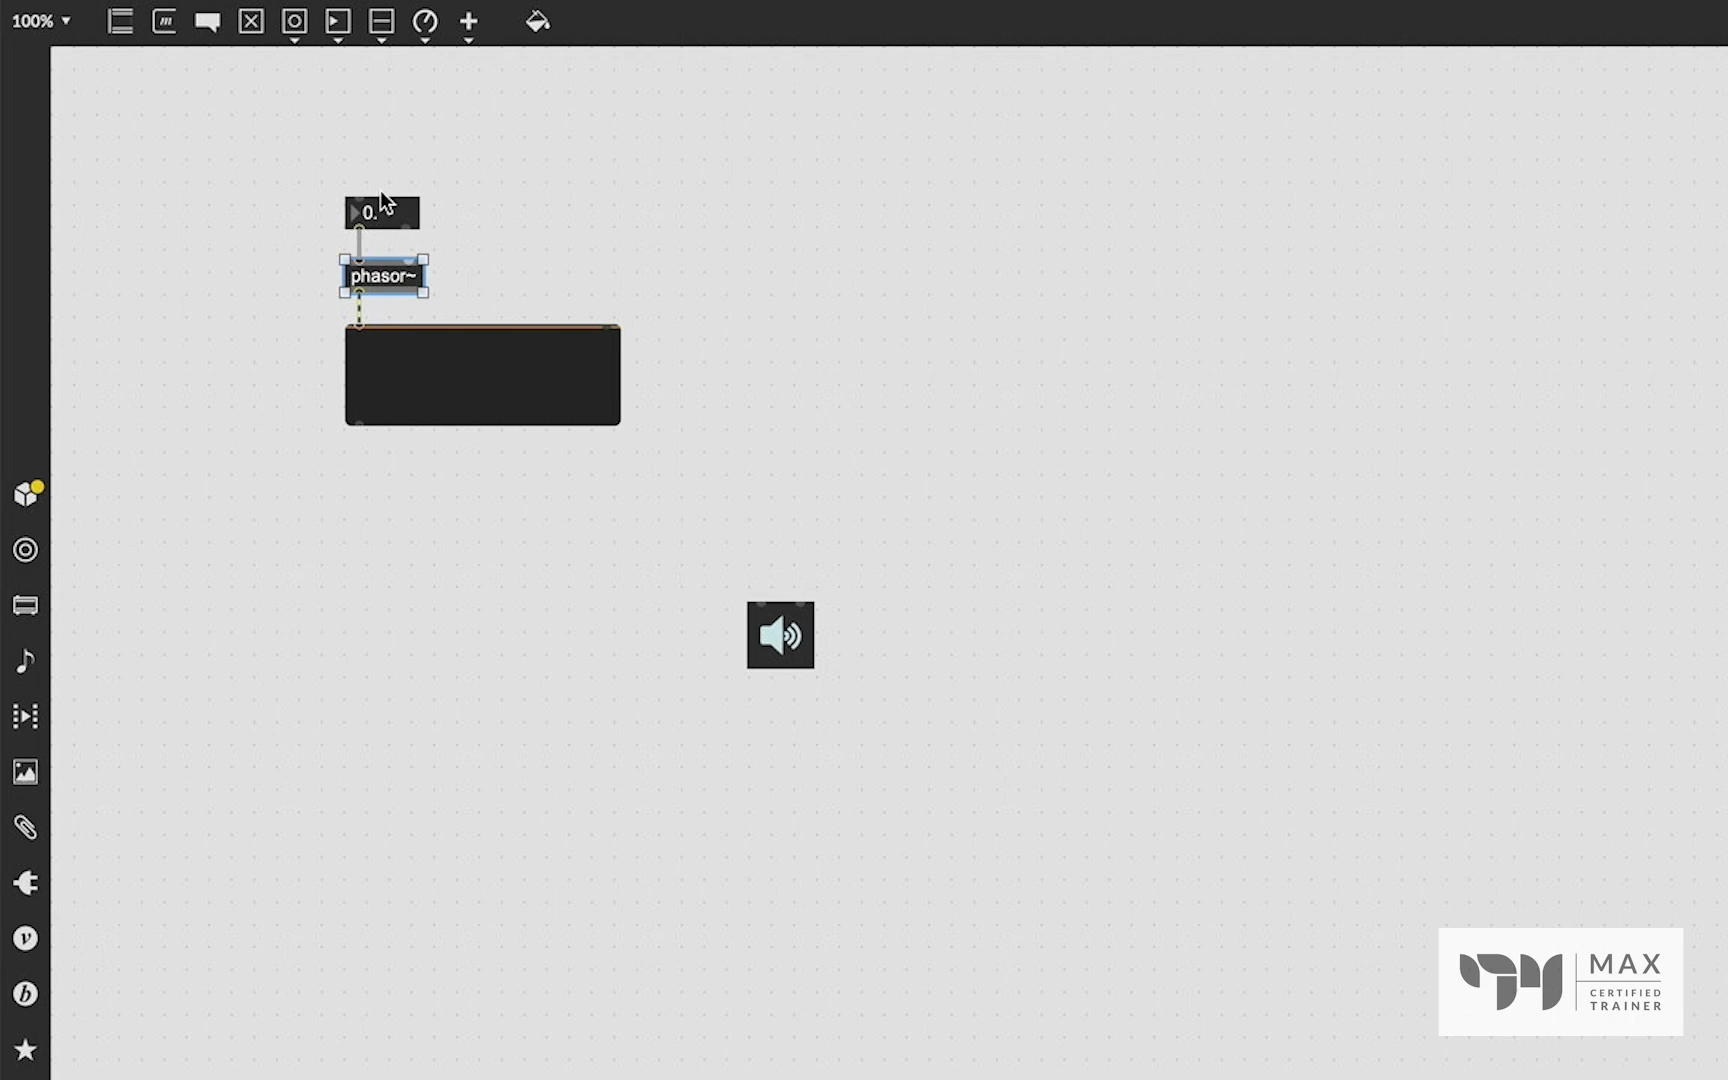 100%
m
0.
phasor~
v
b
MAX
CERTIFIED
TRAINER